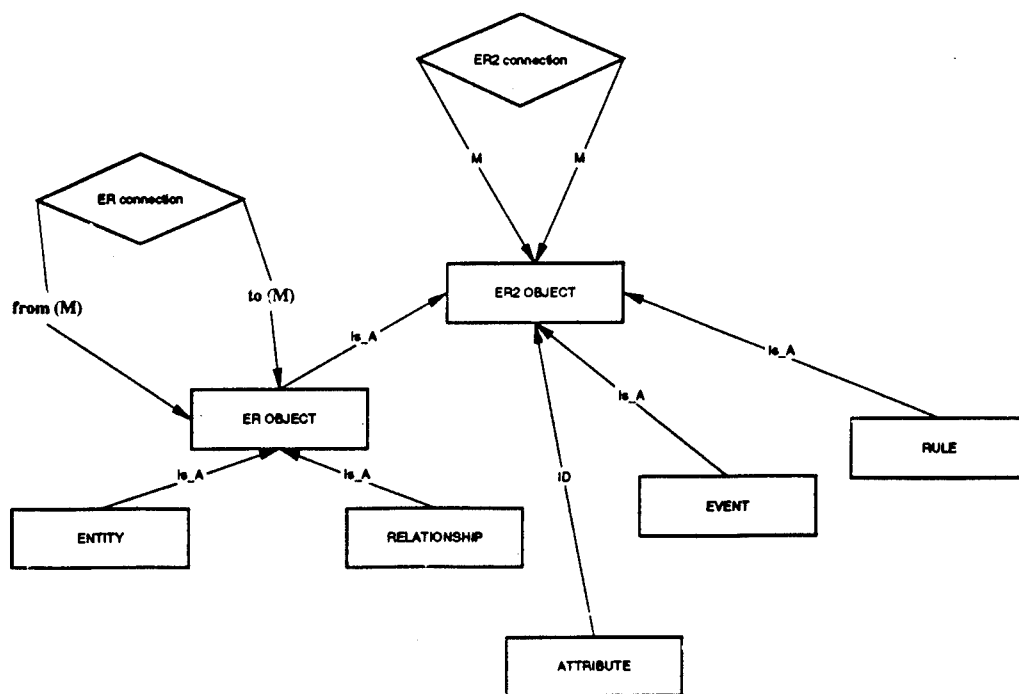 ER2 connection
M
M
ER connection
from (M)
to (M)
ER2 OBJECT
Is_A
Is_A
ER OBJECT
Is_A
RULE
Is_A
Is_A
ID
EVENT
ENTITY
RELATIONSHIP
ATTRIBUTE